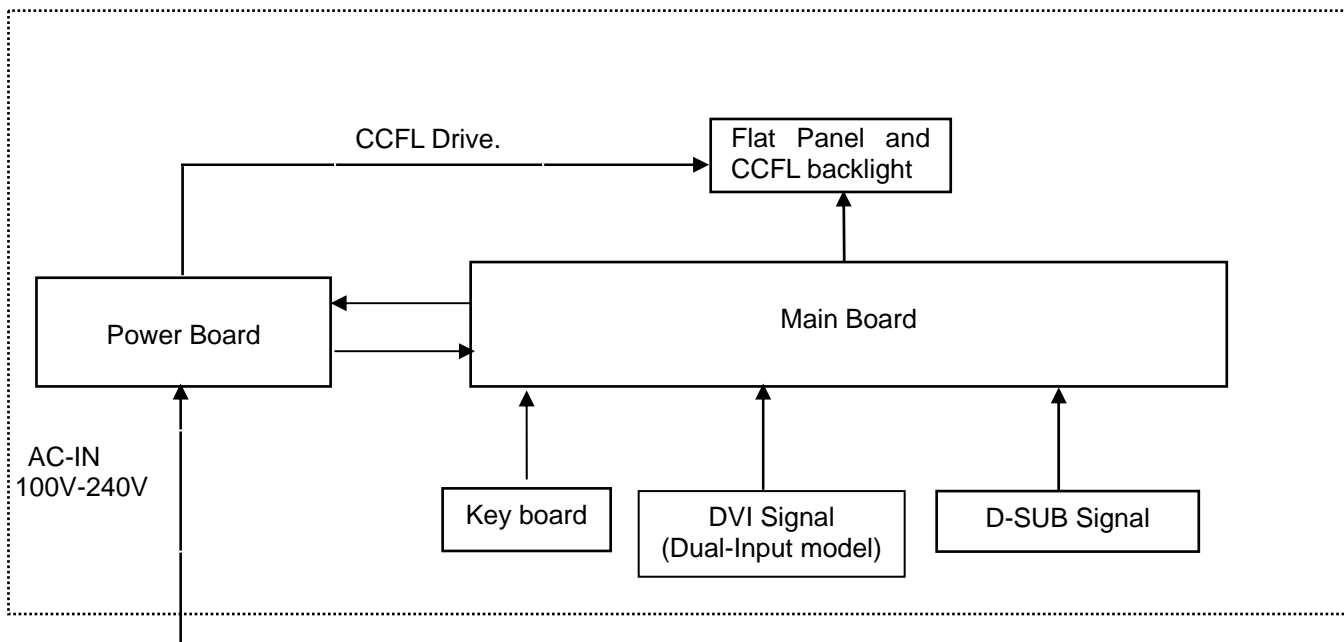 CCFL Drive.
Flat Panel and
CCFL backlight
Power Board
Main Board
AC-IN
100V-240V
Key board
DVI Signal
(Dual-Input model)
D-SUB Signal